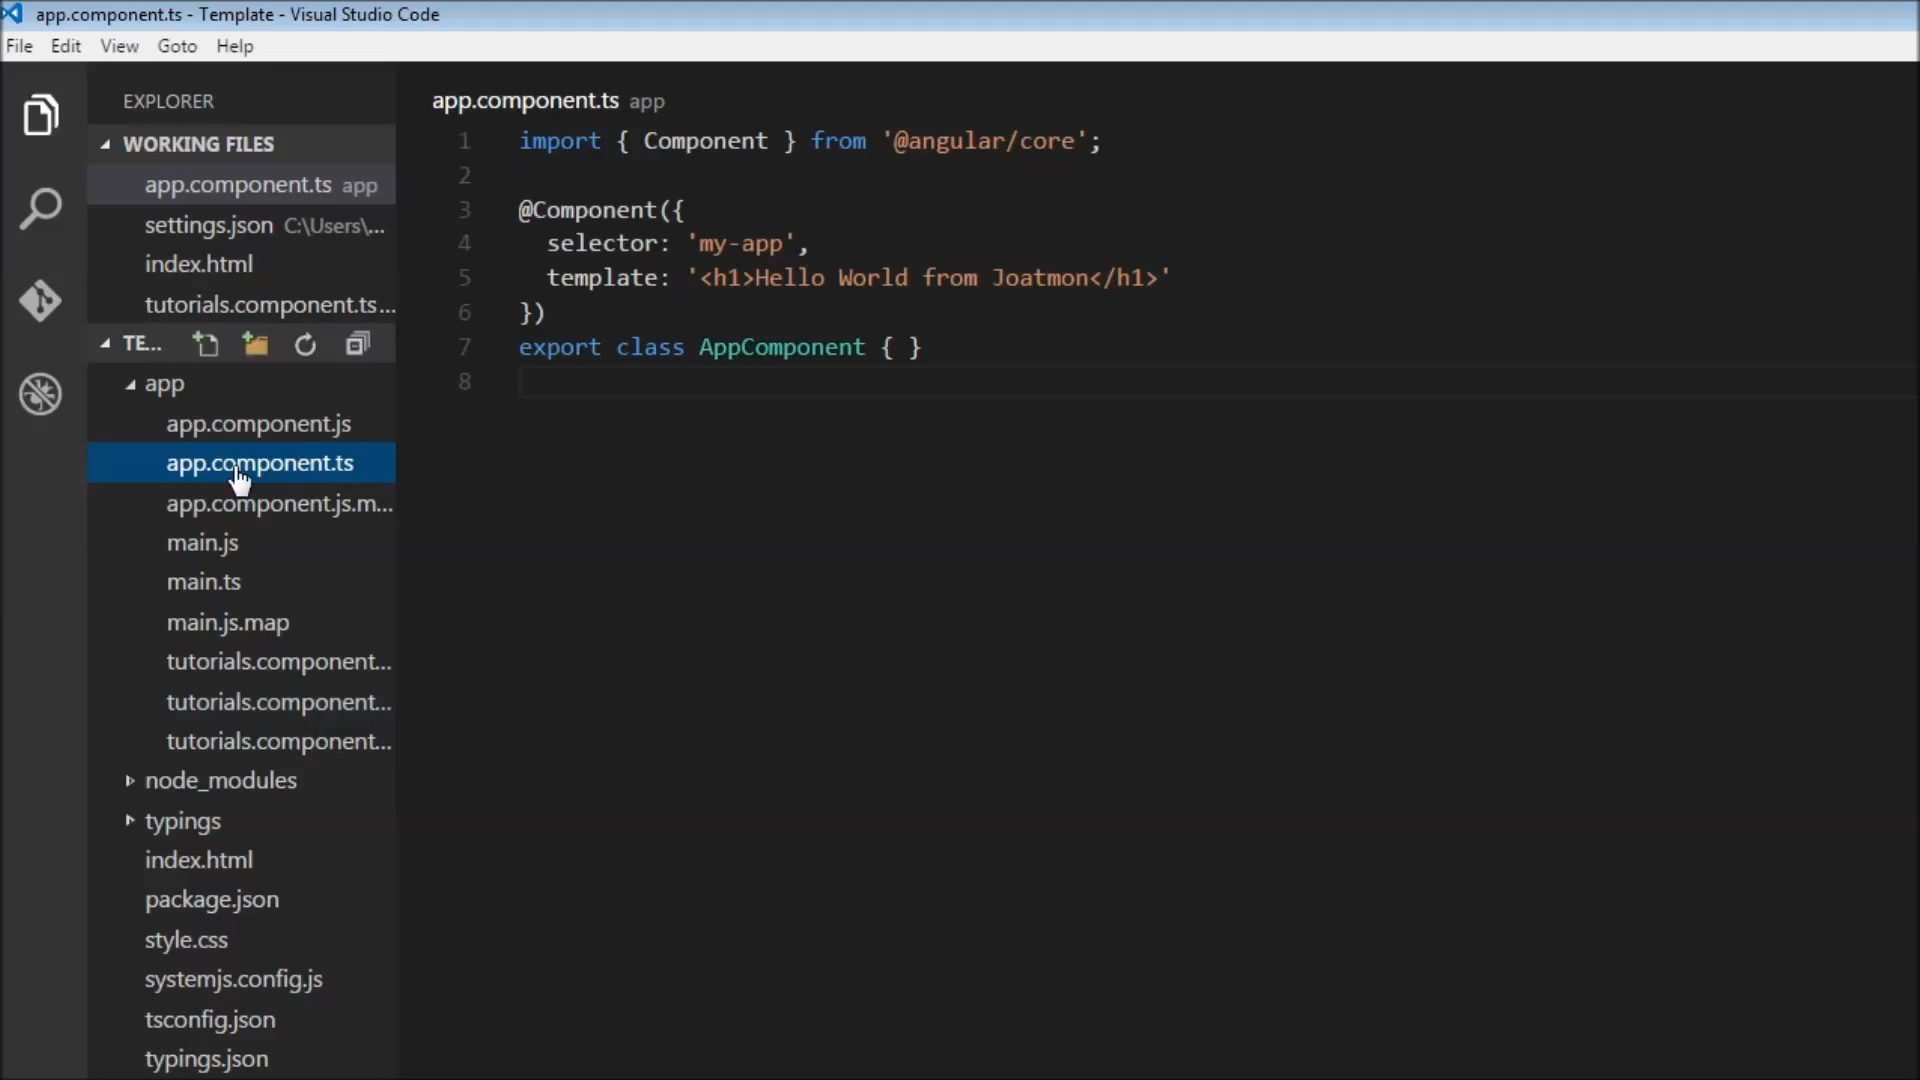 app.component.ts - Template - Visual Studio Code
File Edit View Goto Help
EXPLORER
WORKING FILES
app.component.ts app
settings.json C:\Users\...
index.html
tutorials.component.ts...
TE...
app
app.component.js
app.component.ts
app.component.js.m...
main.js
main.ts
main.js.map
tutorials.component...
tutorials.component...
tutorials.component...
node_modules
typings
index.html
package.json
style.css
systemjs.config.js
tsconfig.json
typings.json
app.component.ts app
1 import { Component } from '@angular/core';
2
3 @Component({
4 selector: 'my-app',
5 template: '<h1>Hello World from Joatmon</h1>'
6 })
7 export class AppComponent { }
8